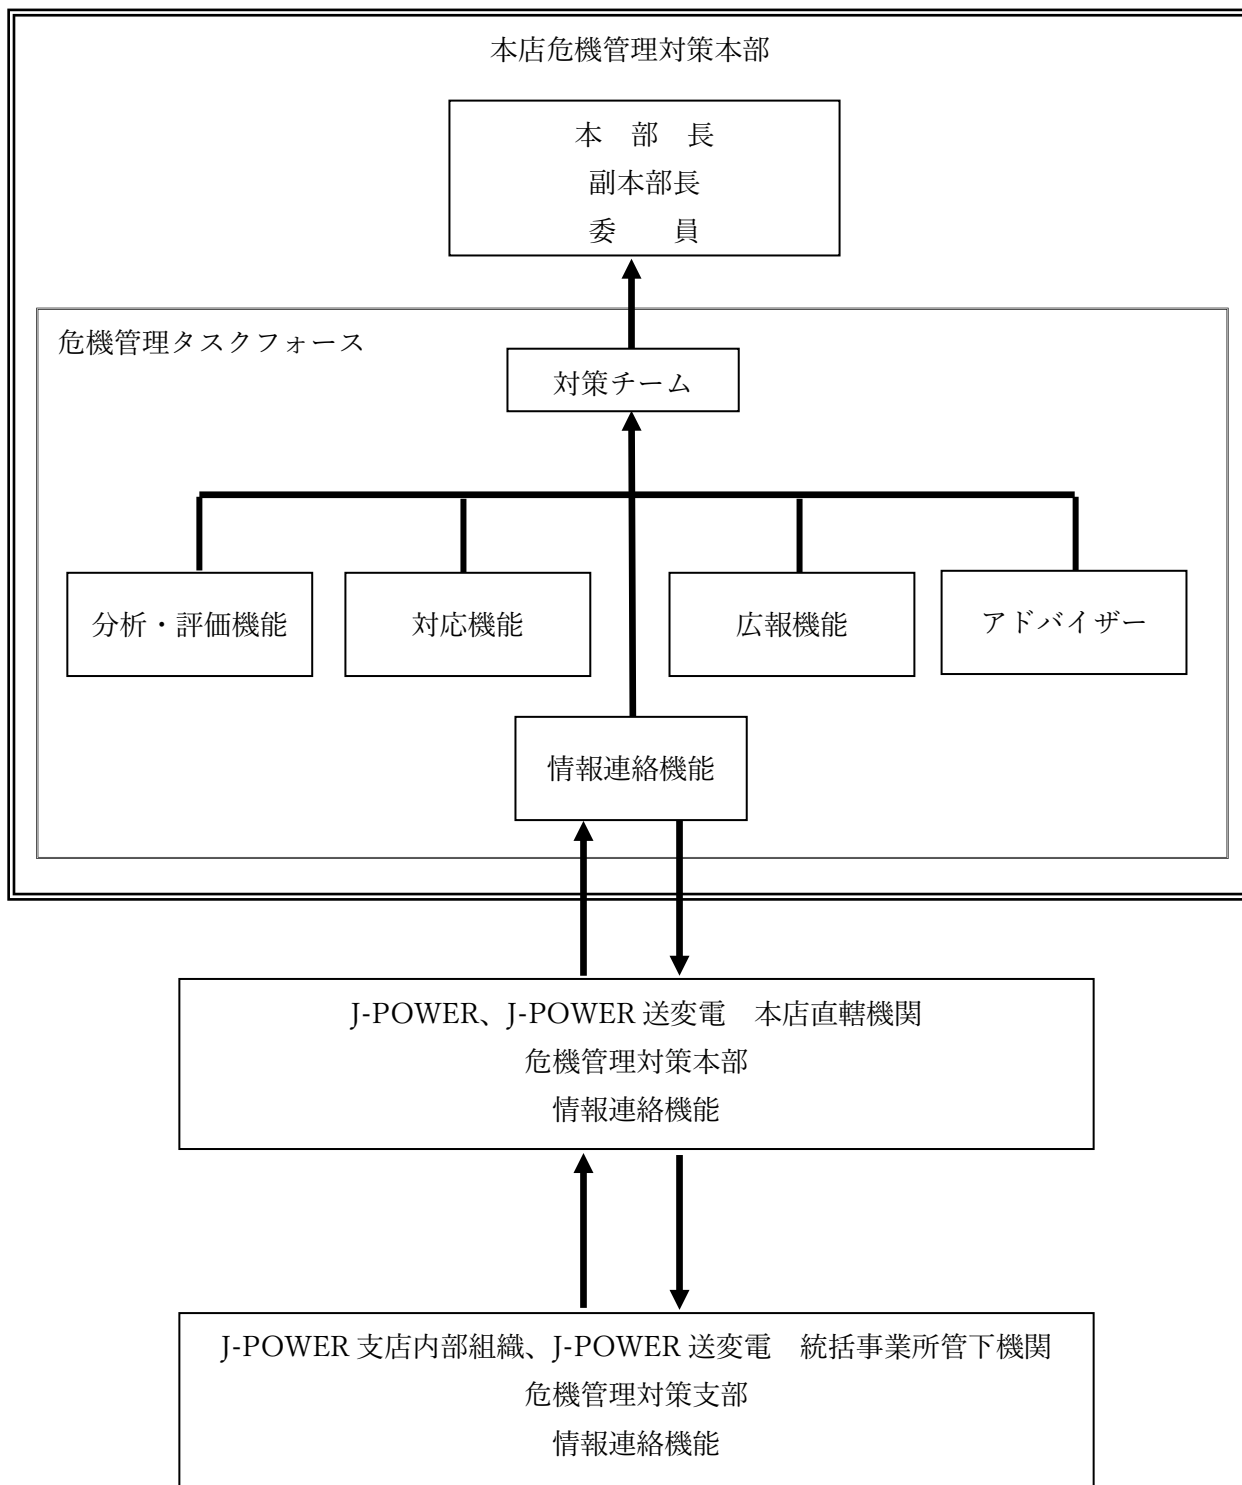 本店危機管理対策本部
本　部　長
副本部長
委　　員
危機管理タスクフォース
対策チーム
分析・評価機能
対応機能
広報機能
アドバイザー
情報連絡機能
J-POWER、J-POWER 送変電　本店直轄機関
危機管理対策本部
情報連絡機能
J-POWER 支店内部組織、J-POWER 送変電　統括事業所管下機関
危機管理対策支部
情報連絡機能